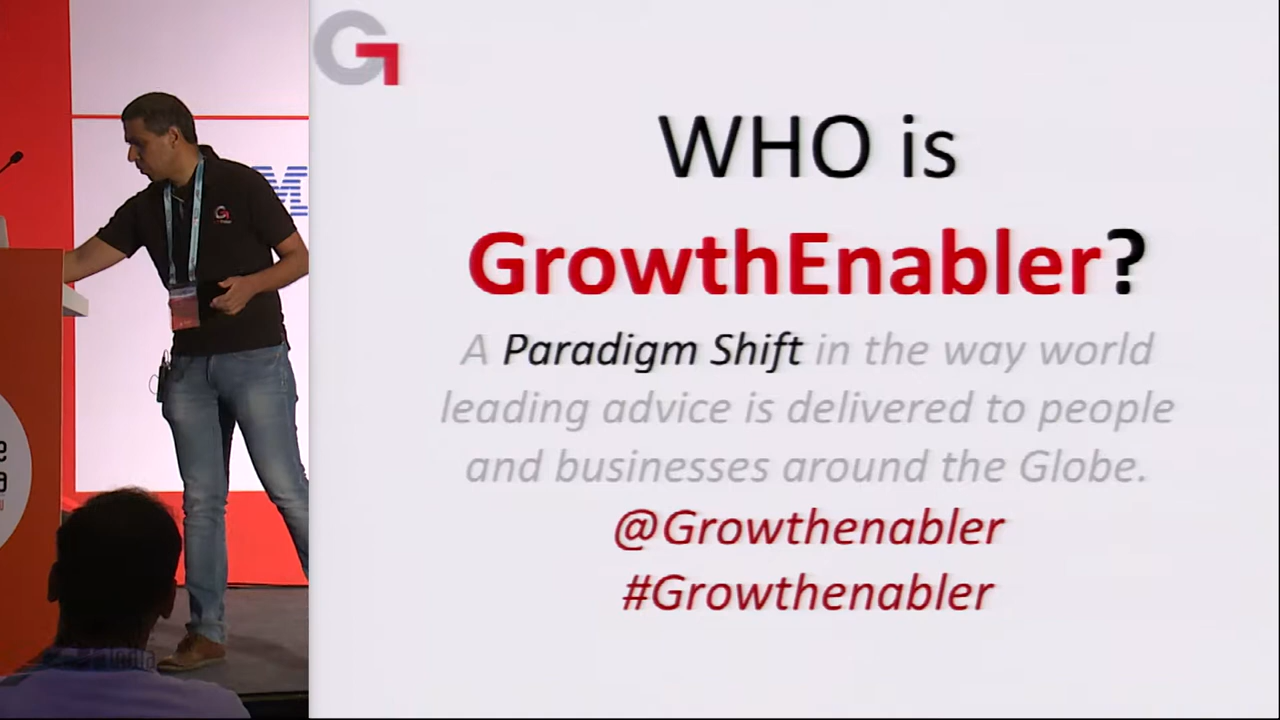 WHO is
GrowthEnabler?
A Paradigm Shift in the way world
leading advice is delivered to people
and businesses around the Globe.
@Growthenabler
#Growthenabler